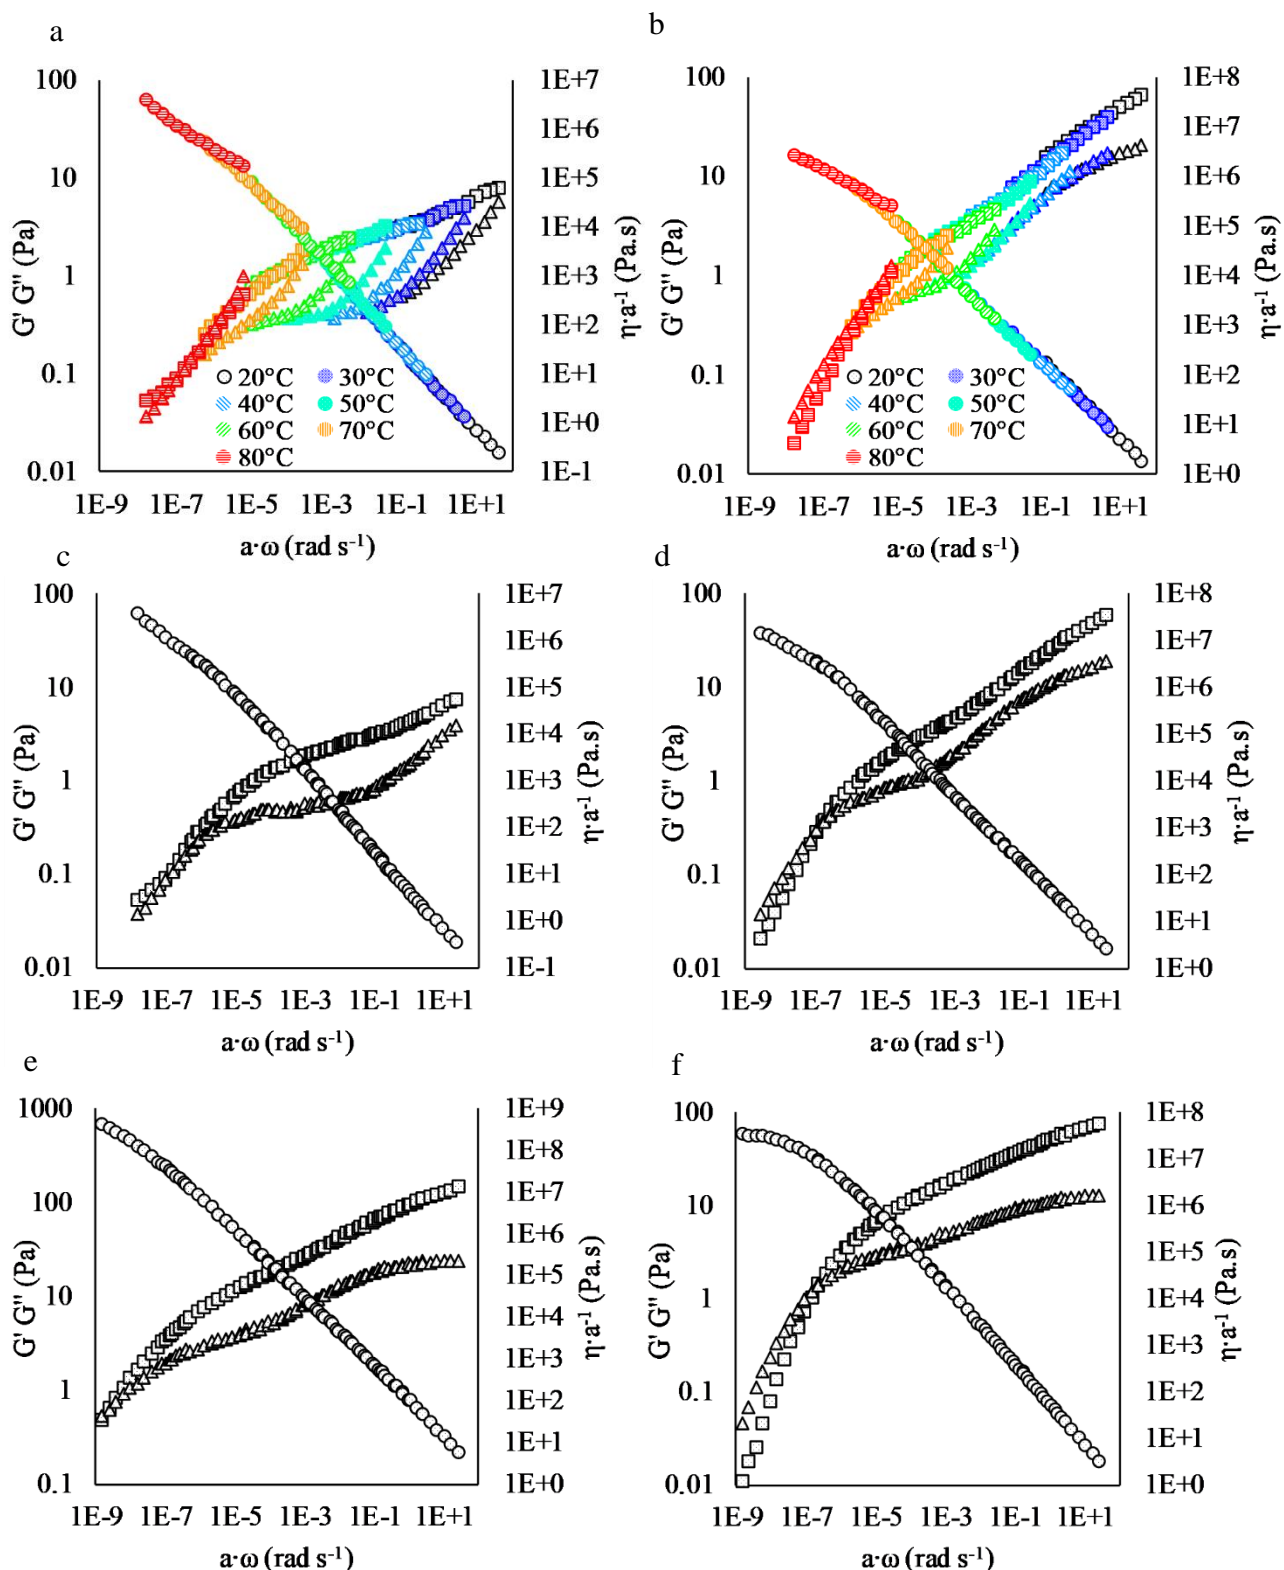 a
100
10
1
0.1
0.01
G' G" (Pa)
1E+7
1E+6
1E+5
1E+4
1E+3
1E+2
1E+1
1E+0
1E-1
η·a⁻¹ (Pa.s)
20°C 30°C
40°C 50°C
60°C 70°C
80°C
1E-9 1E-7 1E-5 1E-3 1E-1 1E+1
a·ω (rad s⁻¹)
b
100
10
1
0.1
0.01
G' G" (Pa)
1E+8
1E+7
1E+6
1E+5
1E+4
1E+3
1E+2
1E+1
1E+0
η·a⁻¹ (Pa.s)
20°C 30°C
40°C 50°C
60°C 70°C
80°C
1E-9 1E-7 1E-5 1E-3 1E-1 1E+1
a·ω (rad s⁻¹)
c
100
10
1
0.1
0.01
G' G" (Pa)
1E+7
1E+6
1E+5
1E+4
1E+3
1E+2
1E+1
1E+0
1E-1
η·a⁻¹ (Pa.s)
1E-9 1E-7 1E-5 1E-3 1E-1 1E+1
a·ω (rad s⁻¹)
d
100
10
1
0.1
0.01
G' G" (Pa)
1E+8
1E+7
1E+6
1E+5
1E+4
1E+3
1E+2
1E+1
1E+0
η·a⁻¹ (Pa.s)
1E-9 1E-7 1E-5 1E-3 1E-1 1E+1
a·ω (rad s⁻¹)
e
1000
100
10
1
0.1
G' G" (Pa)
1E+9
1E+8
1E+7
1E+6
1E+5
1E+4
1E+3
1E+2
1E+1
1E+0
η·a⁻¹ (Pa.s)
1E-9 1E-7 1E-5 1E-3 1E-1 1E+1
a·ω (rad s⁻¹)
f
100
10
1
0.1
0.01
G' G" (Pa)
1E+8
1E+7
1E+6
1E+5
1E+4
1E+3
1E+2
1E+1
1E+0
η·a⁻¹ (Pa.s)
1E-9 1E-7 1E-5 1E-3 1E-1 1E+1
a·ω (rad s⁻¹)